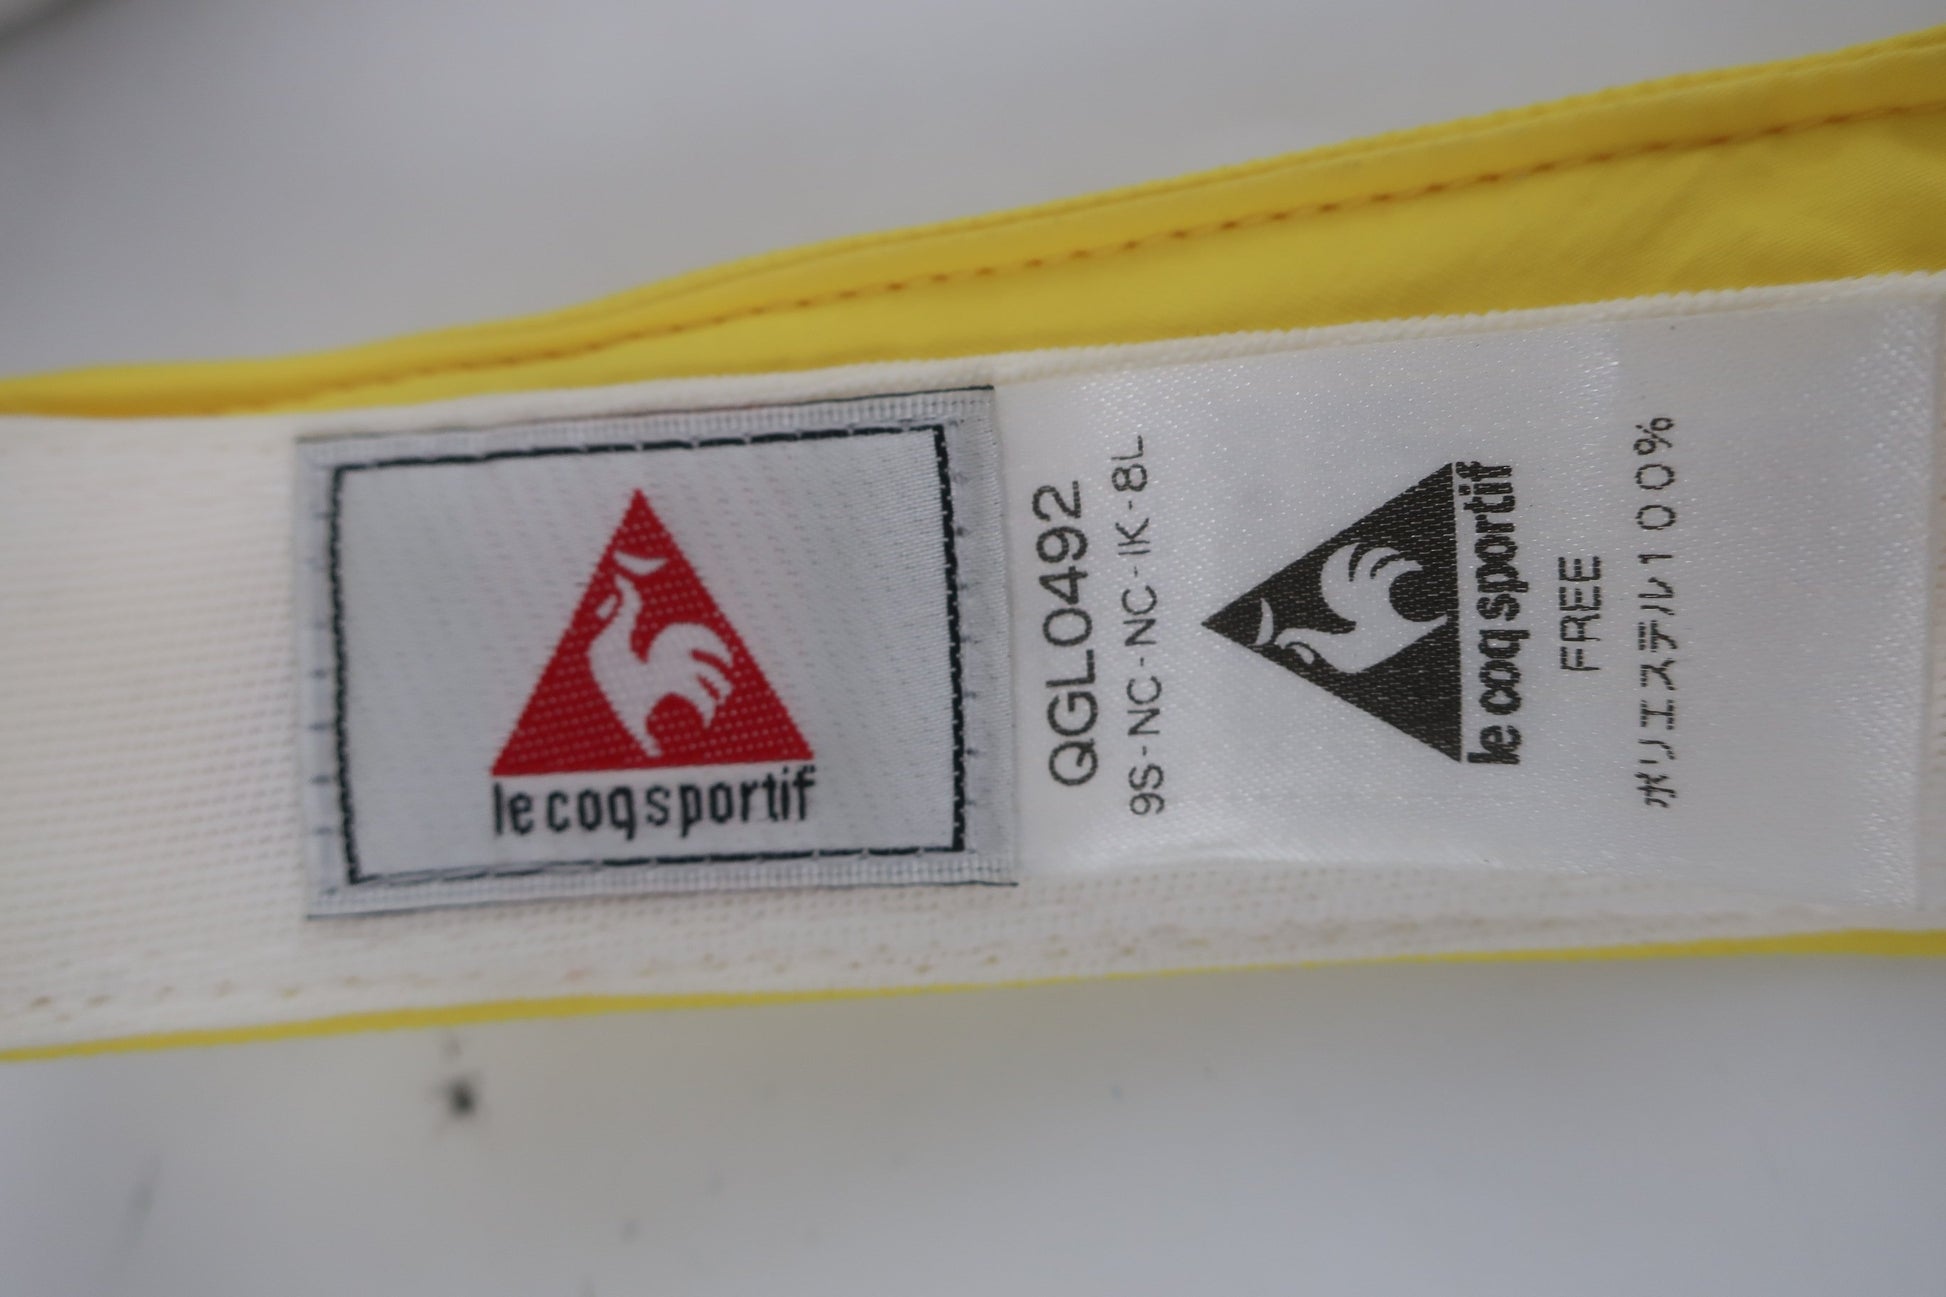 le coq sportif
QGL0492
9S-NC-NC-IK-8L
le coq sportif
FREE
ポリエステル100%